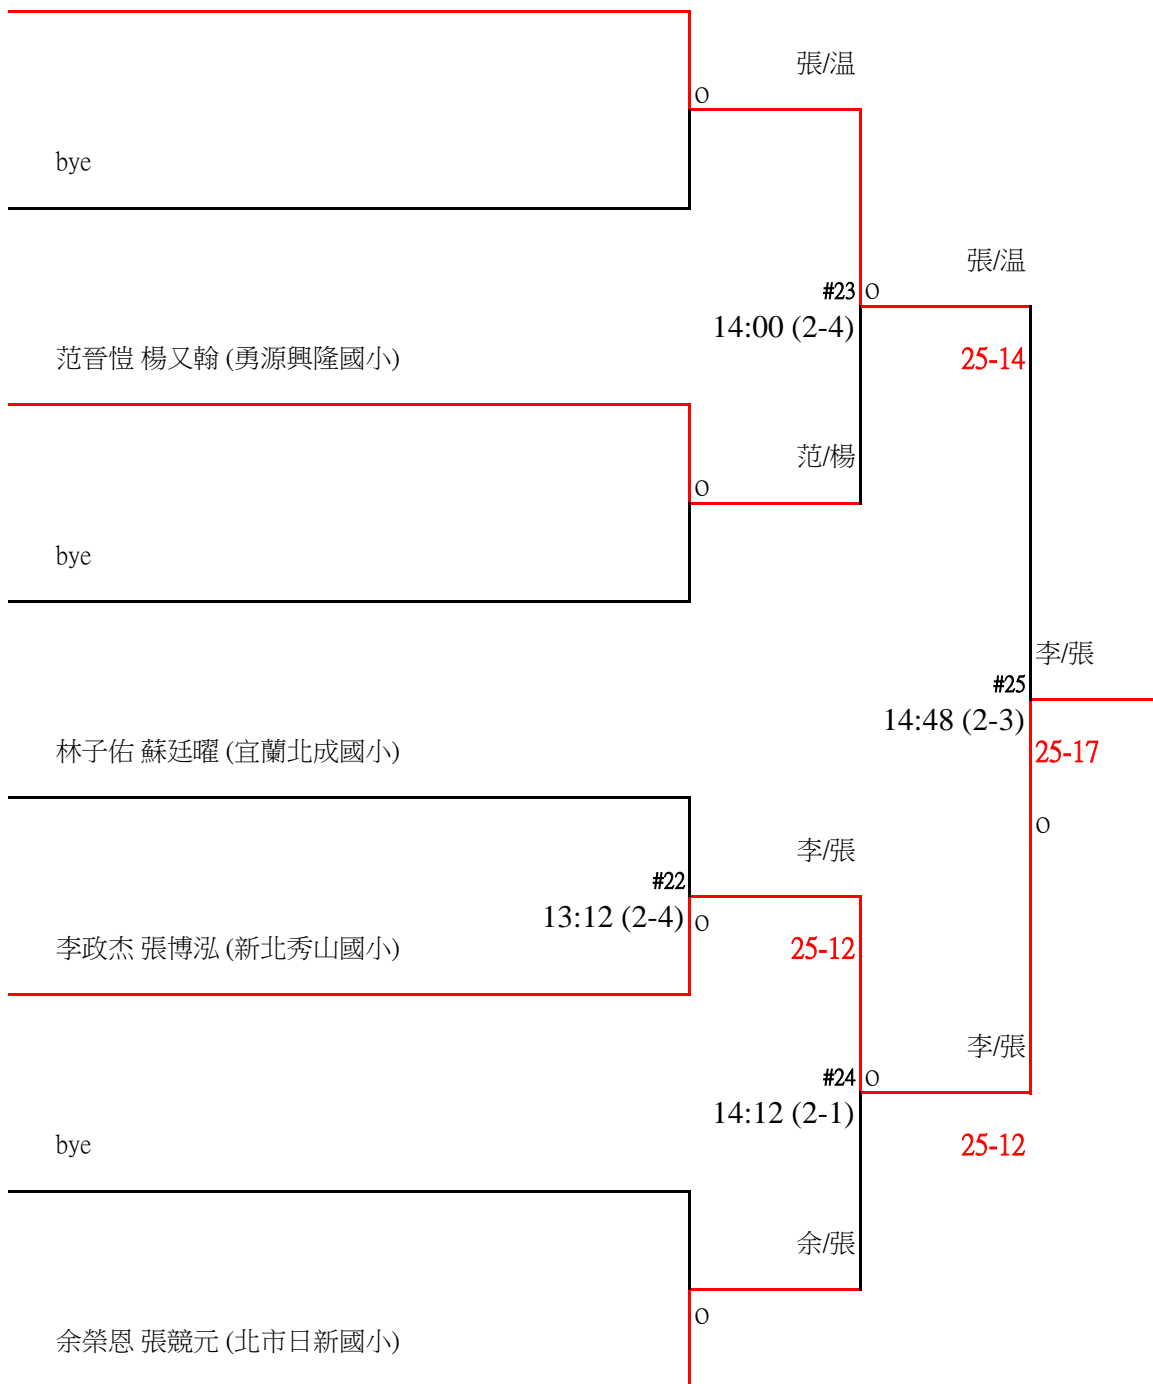 張/温
O
bye
張/温
#23 O
14:00 (2-4)
范晉愷 楊又翰 (勇源興隆國小)
25-14
范/楊
O
bye
李/張
#25
14:48 (2-3)
林子佑 蘇廷曜 (宜蘭北成國小)
25-17
O
李/張
#22
13:12 (2-4) O
李政杰 張博泓 (新北秀山國小)
25-12
李/張
#24 O
14:12 (2-1)
bye
25-12
余/張
O
余榮恩 張競元 (北市日新國小)